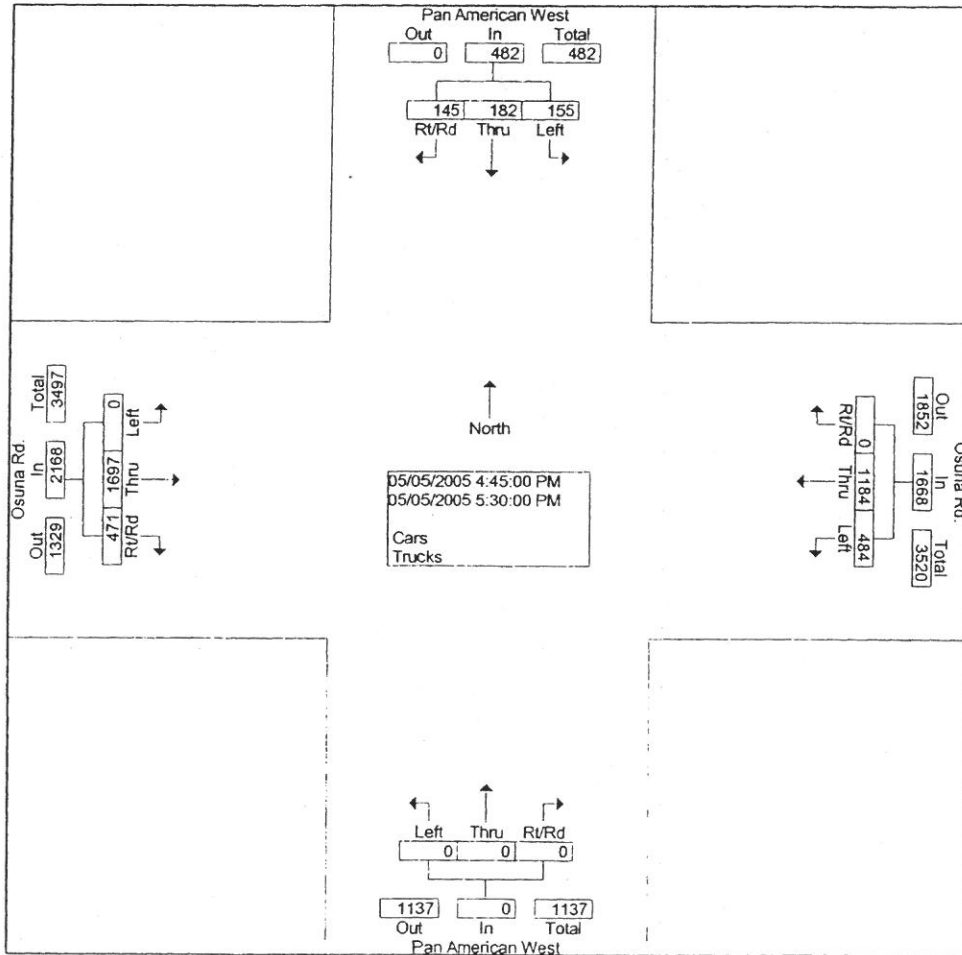 Pan American West
Out In Total
0 482 482
145 182 155
Rt/Rd Thru Left
Osuna Rd.
Total In Out
3497 2168 1329
0 1697 471
Left Thru Rt/Rd
North
05/05/2005 4:45:00 PM
05/05/2005 5:30:00 PM
Cars
Trucks
Osuna Rd.
Out In Total
1852 1668 3520
0 1184 484
Rt/Rd Thru Left
Left Thru Rt/Rd
0 0 0
1137 0 1137
Out In Total
Pan American West